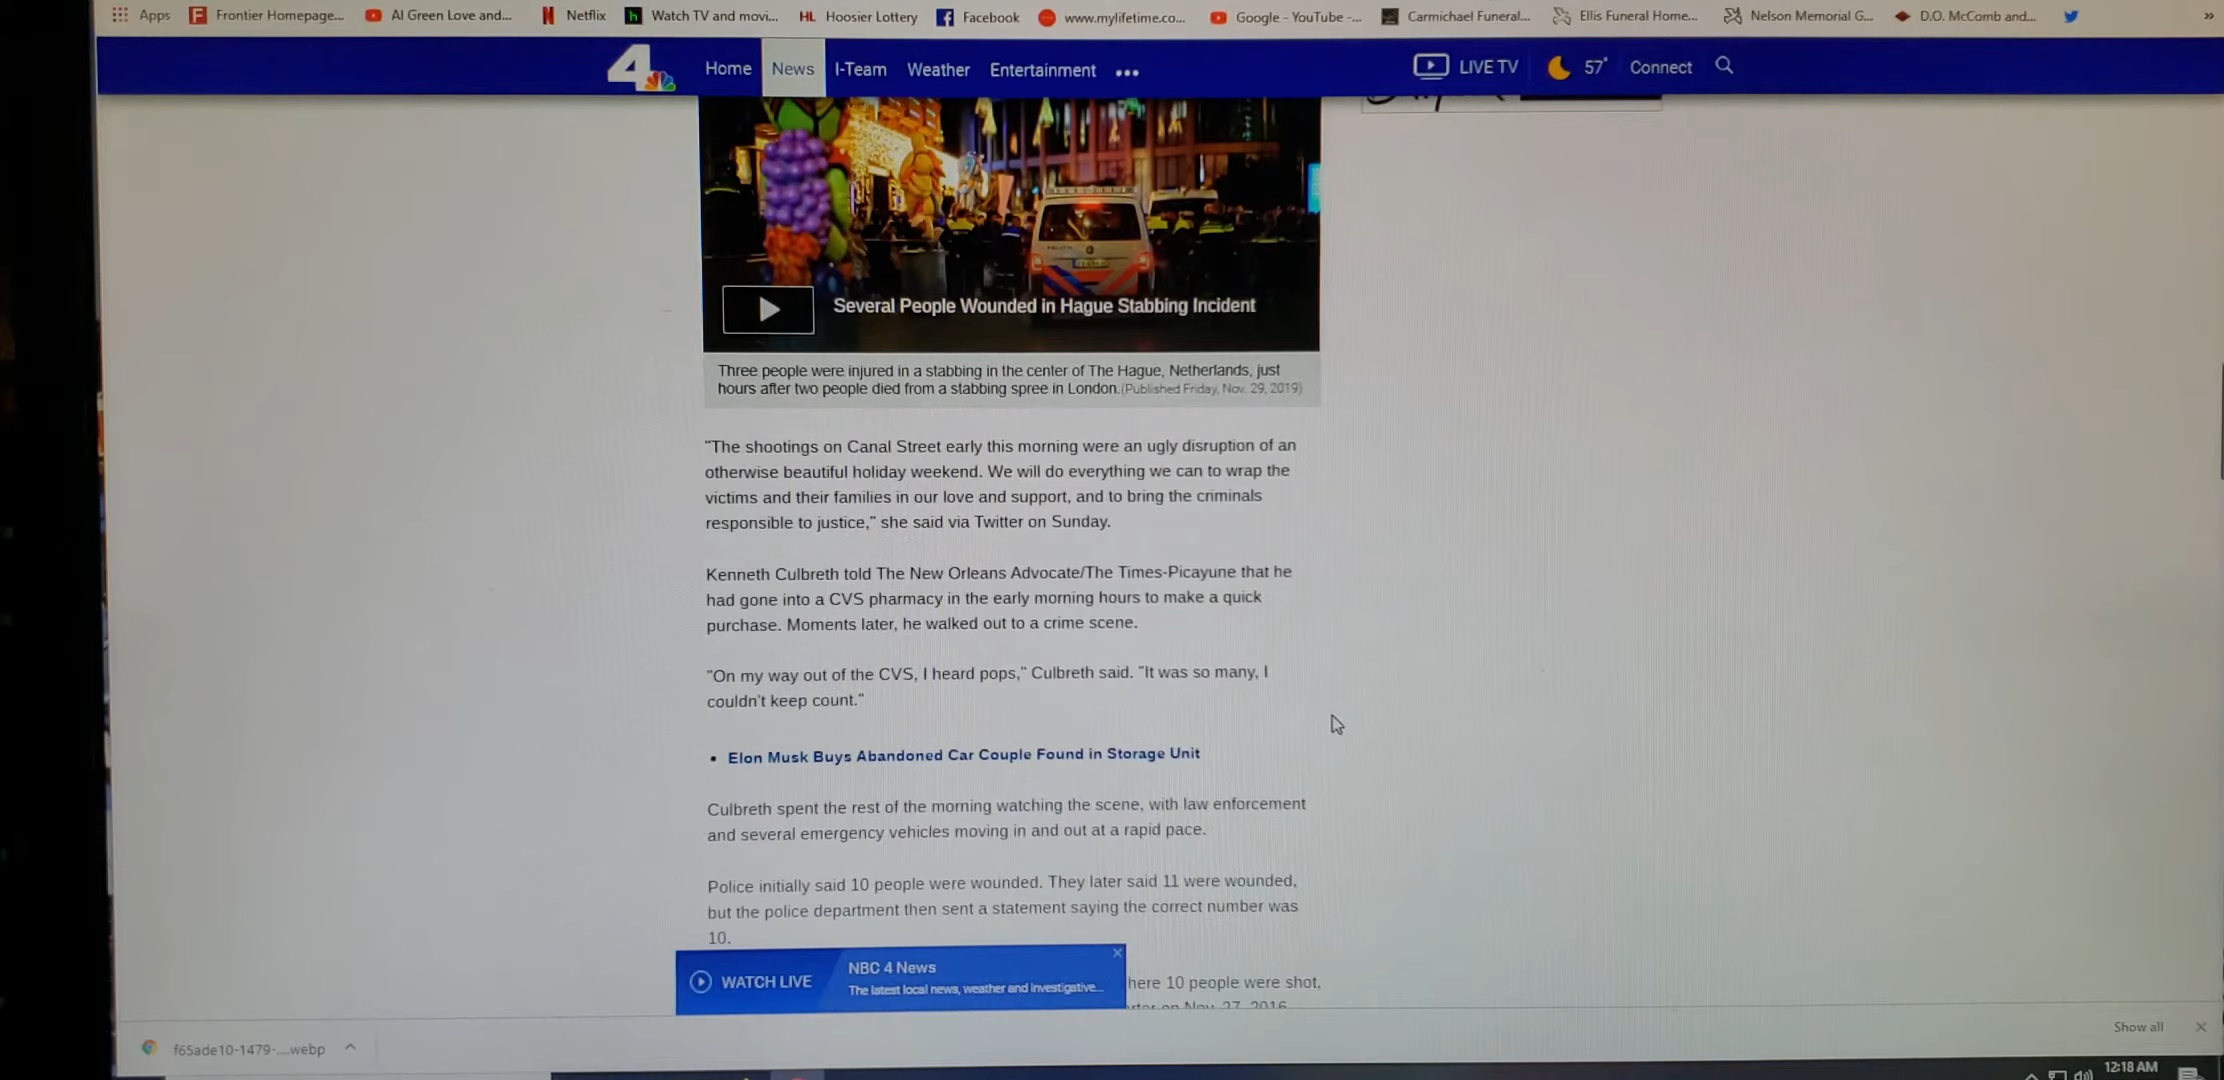 Apps Frontier Homepage... Al Green Love and... Netflix Watch TV and movi... HL Hoosier Lottery Facebook www.mylifetime.co... Google - YouTube -... Carmichael Funeral... Ellis Funeral Home... Nelson Memorial G... D.O. McComb and... »
4 Home News I-Team Weather Entertainment ••• LIVE TV 57° Connect
Several People Wounded in Hague Stabbing Incident
Three people were injured in a stabbing in the center of The Hague, Netherlands, just
hours after two people died from a stabbing spree in London. (Published Friday, Nov. 29, 2019)
"The shootings on Canal Street early this morning were an ugly disruption of an
otherwise beautiful holiday weekend. We will do everything we can to wrap the
victims and their families in our love and support, and to bring the criminals
responsible to justice," she said via Twitter on Sunday.
Kenneth Culbreth told The New Orleans Advocate/The Times-Picayune that he
had gone into a CVS pharmacy in the early morning hours to make a quick
purchase. Moments later, he walked out to a crime scene.
"On my way out of the CVS, I heard pops," Culbreth said. "It was so many, I
couldn't keep count."
• Elon Musk Buys Abandoned Car Couple Found in Storage Unit
Culbreth spent the rest of the morning watching the scene, with law enforcement
and several emergency vehicles moving in and out at a rapid pace.
Police initially said 10 people were wounded. They later said 11 were wounded,
but the police department then sent a statement saying the correct number was
10.
WATCH LIVE
NBC 4 News
The latest local news, weather and investigative...
here 10 people were shot,
on Nov. 27, 2016
f65ade10-1479-....webp
Show all
12:18 AM